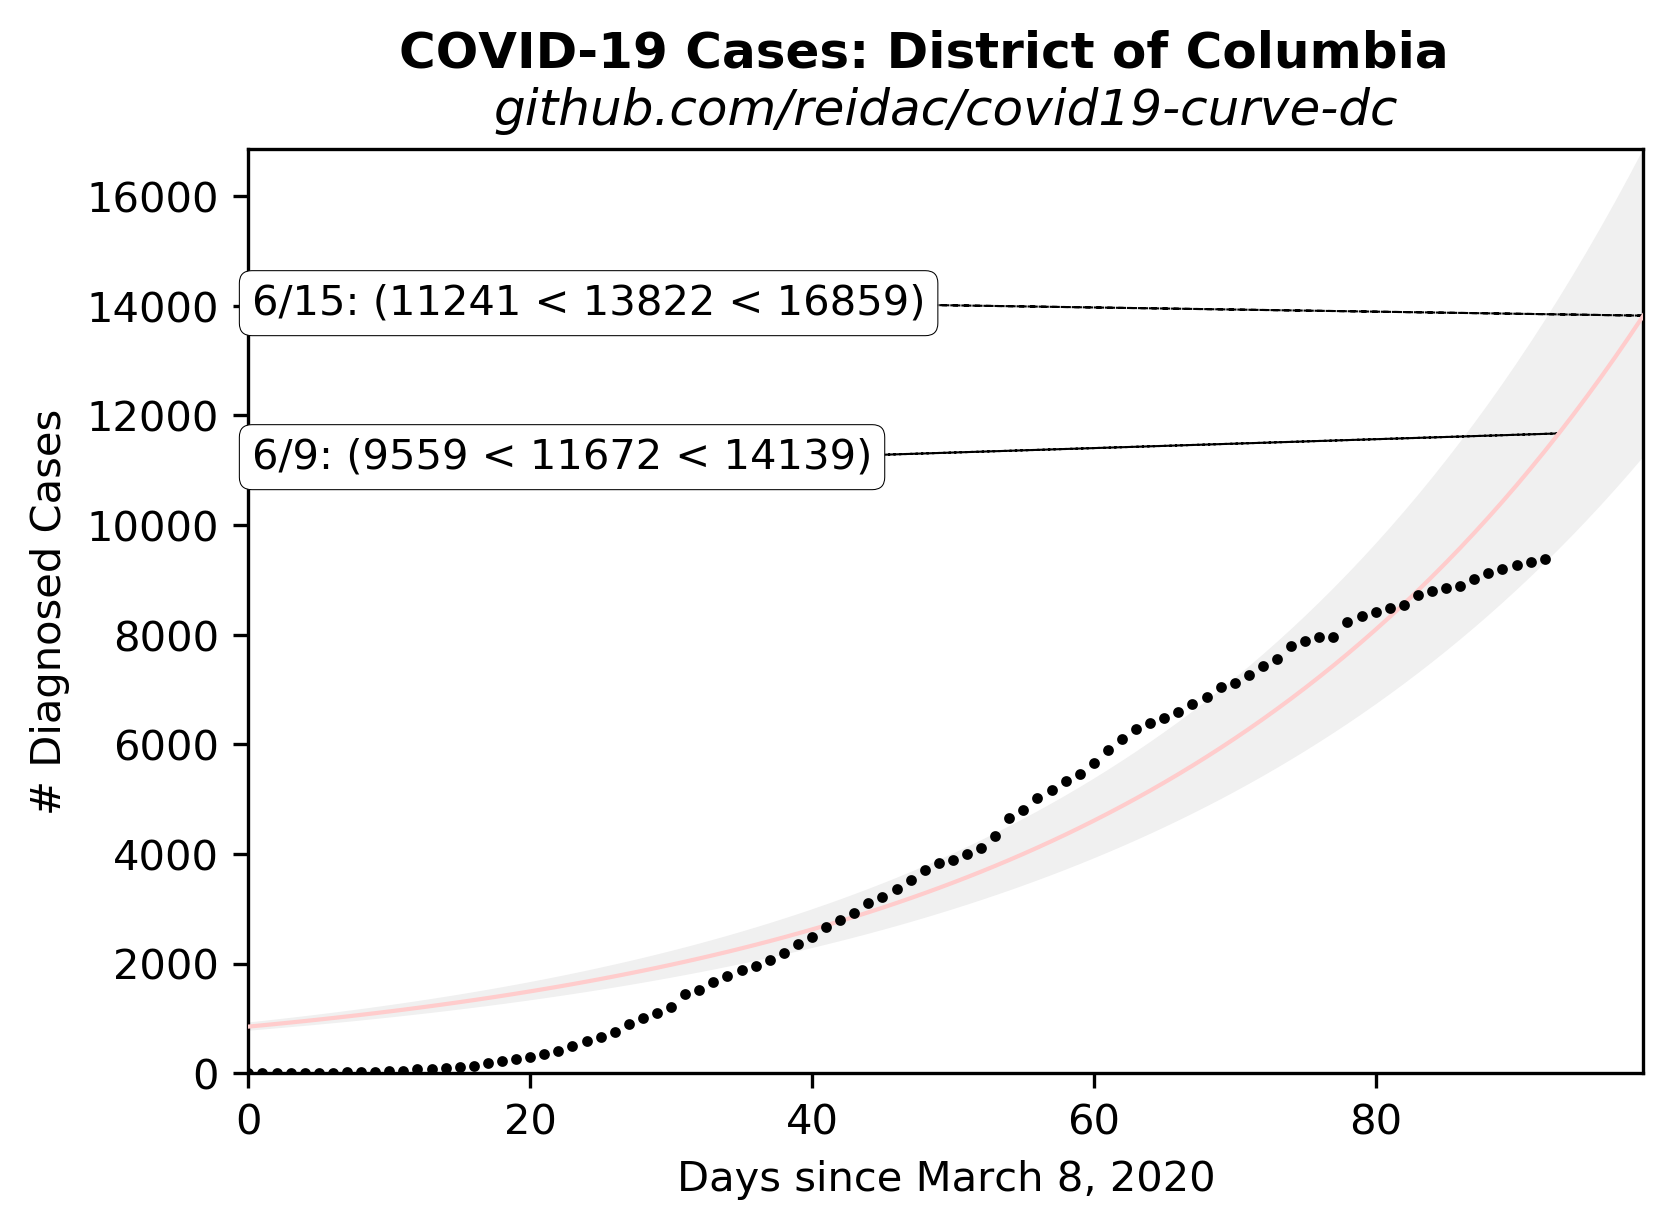 COVID-19 Cases: District of Columbia
github.com/reidac/covid19-curve-dc
16000
14000
12000
10000
8000
6000
4000
2000
0
# Diagnosed Cases
6/15: (11241 < 13822 < 16859)
6/9: (9559 < 11672 < 14139)
0 20 40 60 80
Days since March 8, 2020